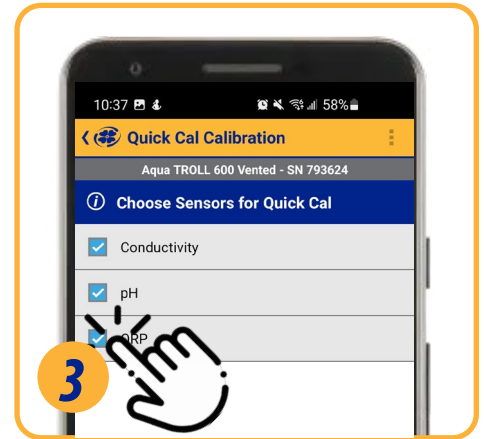 10:37 58%
Quick Cal Calibration
Aqua TROLL 600 Vented - SN 793624
Choose Sensors for Quick Cal
Conductivity
pH
ORP
3